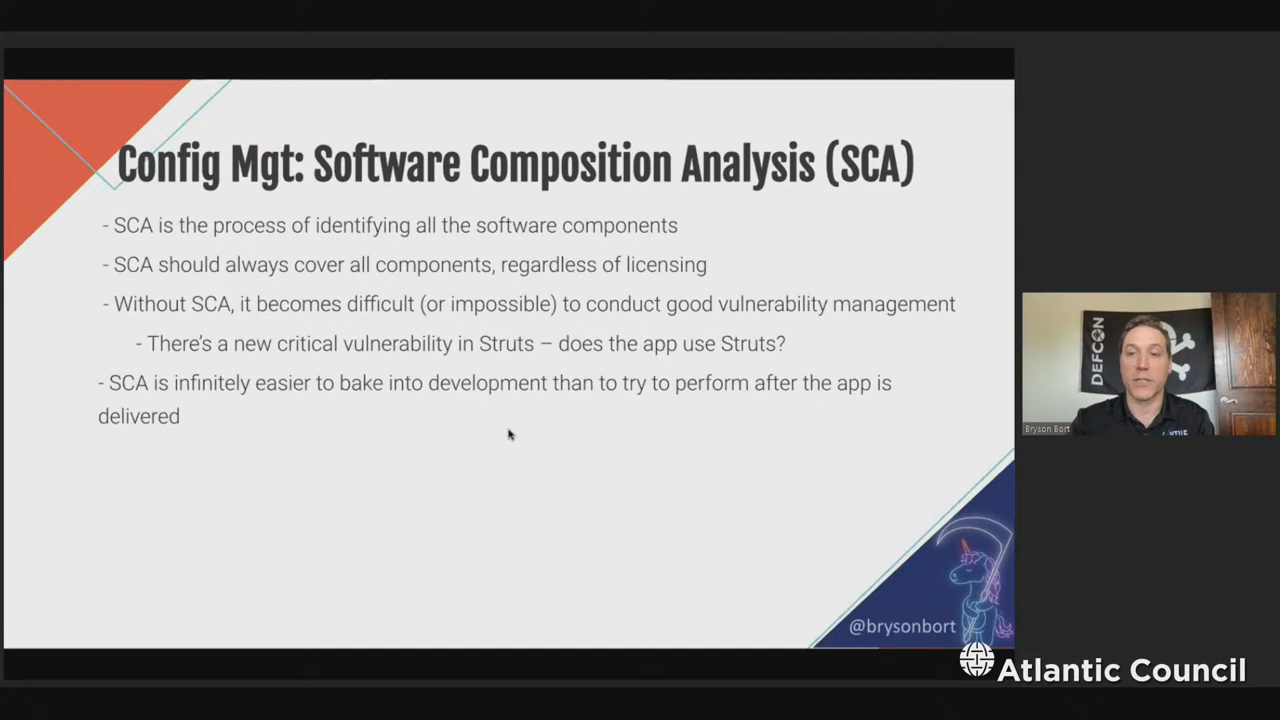 Config Mgt: Software Composition Analysis (SCA)
- SCA is the process of identifying all the software components
- SCA should always cover all components, regardless of licensing
- Without SCA, it becomes difficult (or impossible) to conduct good vulnerability management
- There's a new critical vulnerability in Struts – does the app use Struts?
- SCA is infinitely easier to bake into development than to try to perform after the app is
delivered
DEFCON
Bryson Bort
@brysonbort
Atlantic Council